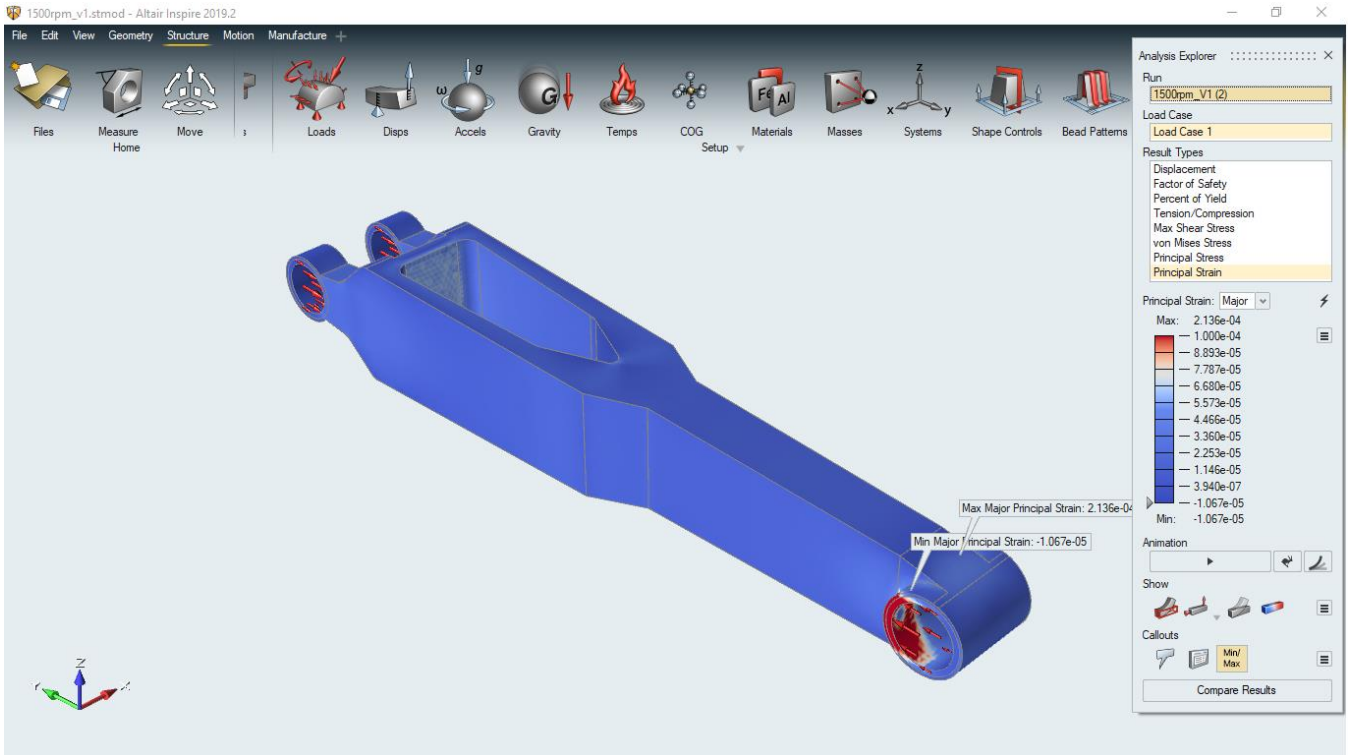 1500rpm_v1.stmod - Altair Inspire 2019.2
File Edit View Geometry Structure Motion Manufacture +
Files Measure Move s Loads Disps Accels Gravity Temps COG Materials Masses Systems Shape Controls Bead Patterns
Home Setup
ω g
G
Fe Al
z
x y
Analysis Explorer
Run
1500rpm_V1 (2)
Load Case
Load Case 1
Result Types
Displacement
Factor of Safety
Percent of Yield
Tension/Compression
Max Shear Stress
von Mises Stress
Principal Stress
Principal Strain
Principal Strain: Major
Max: 2.136e-04
1.000e-04
8.893e-05
7.787e-05
6.680e-05
5.573e-05
4.466e-05
3.360e-05
2.253e-05
1.146e-05
3.940e-07
-1.067e-05
Min: -1.067e-05
Animation
Show
Callouts
Min/
Max
Compare Results
Max Major Principal Strain: 2.136e-04
Min Major Principal Strain: -1.067e-05
Z
Y X